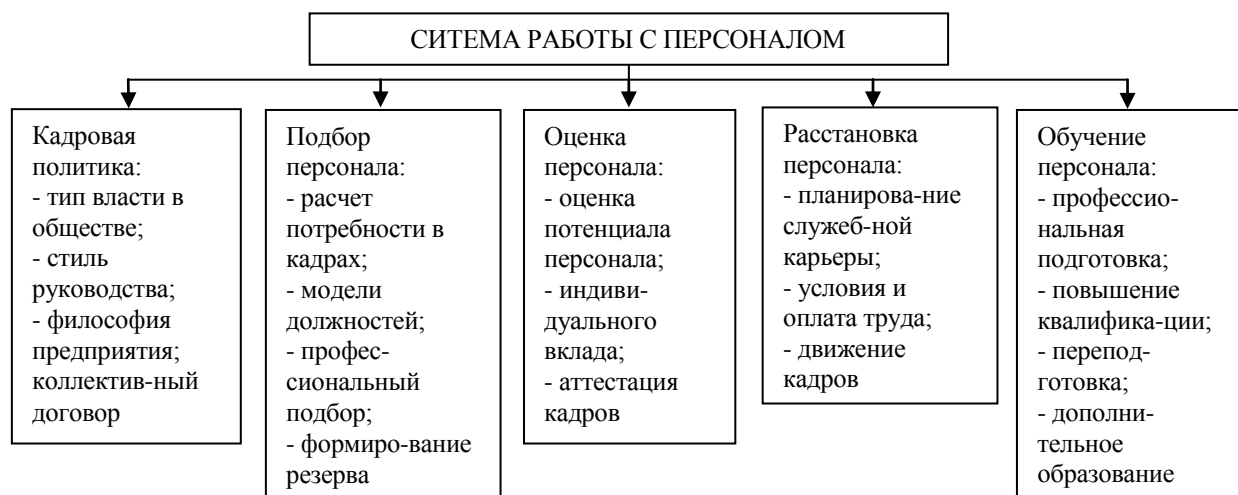 СИТЕМА РАБОТЫ С ПЕРСОНАЛОМ
Кадровая
политика:
- тип власти в
обществе;
- стиль
руководства;
- философия
предприятия;
коллектив-ный
договор
Подбор
персонала:
- расчет
потребности в
кадрах;
- модели
должностей;
- профес-
сиональный
подбор;
- формиро-вание
резерва
Оценка
персонала:
- оценка
потенциала
персонала;
- индиви-
дуального
вклада;
- аттестация
кадров
Расстановка
персонала:
- планирова-ние
служеб-ной
карьеры;
- условия и
оплата труда;
- движение
кадров
Обучение
персонала:
- профессио-
нальная
подготовка;
- повышение
квалифика-ции;
- перепод-
готовка;
- дополни-
тельное
образование